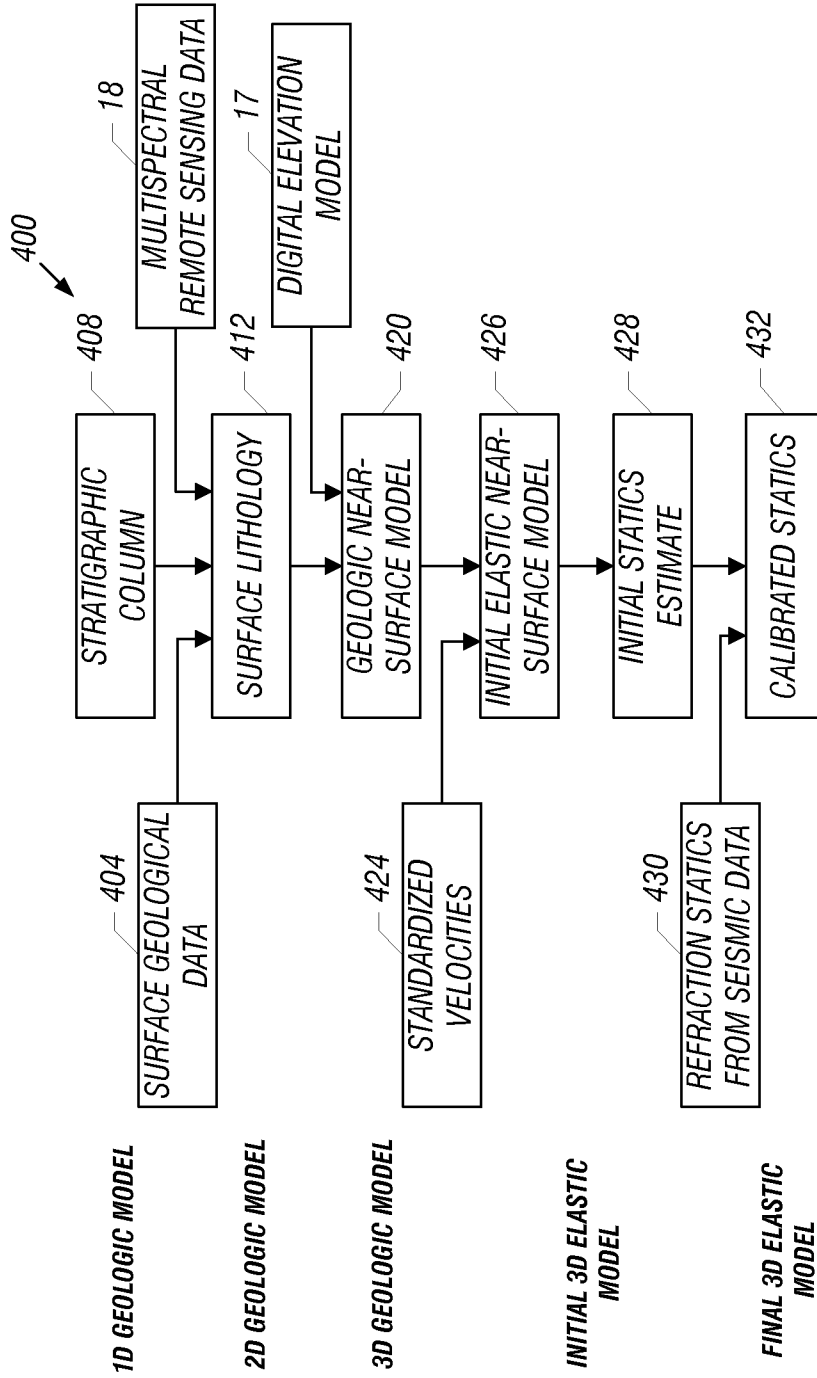 400
1D GEOLOGIC MODEL
STRATIGRAPHIC
COLUMN
408
SURFACE GEOLOGICAL
DATA
404
MULTISPECTRAL
REMOTE SENSING DATA
18
2D GEOLOGIC MODEL
SURFACE LITHOLOGY
412
DIGITAL ELEVATION
MODEL
17
3D GEOLOGIC MODEL
GEOLOGIC NEAR-
SURFACE MODEL
420
STANDARDIZED
VELOCITIES
424
INITIAL ELASTIC NEAR-
SURFACE MODEL
426
INITIAL 3D ELASTIC
MODEL
INITIAL STATICS
ESTIMATE
428
REFRACTION STATICS
FROM SEISMIC DATA
430
FINAL 3D ELASTIC
MODEL
CALIBRATED STATICS
432